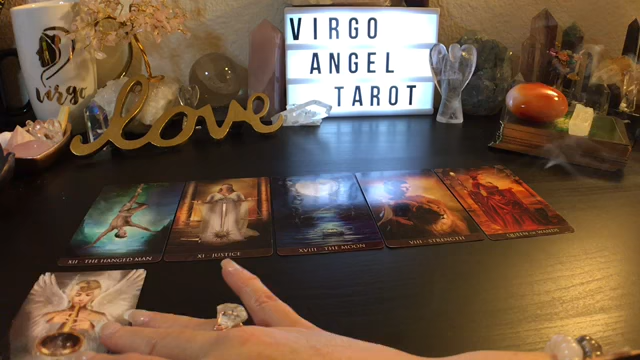 VIRGO
ANGEL
TAROT
virgo
love
XII - THE HANGED MAN
XI - JUSTICE
XVIII - THE MOON
VIII - STRENGTH
QUEEN OF WANDS